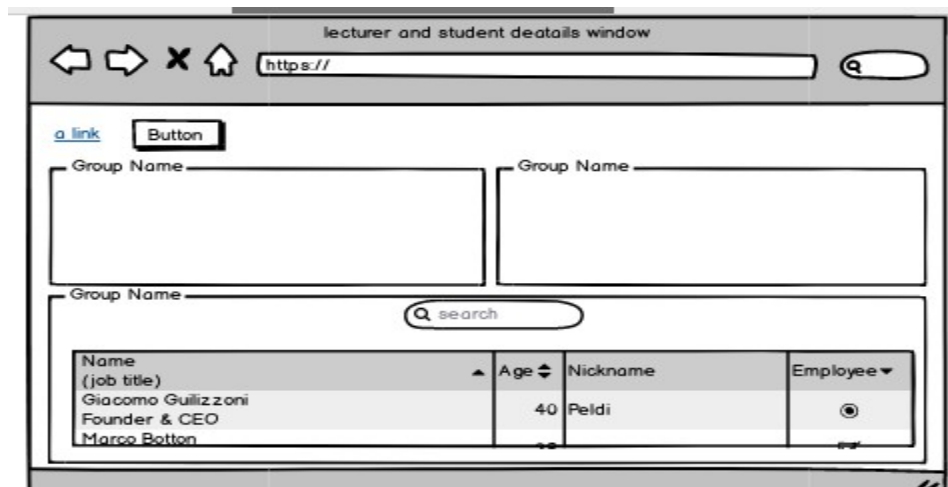 lecturer and student deatails window
https://
a link
Button
Group Name
Group Name
Group Name
search
Name
(job title)
Age
Nickname
Employee
Giacomo Guilizzoni
Founder & CEO
40
Peldi
Marco Botton